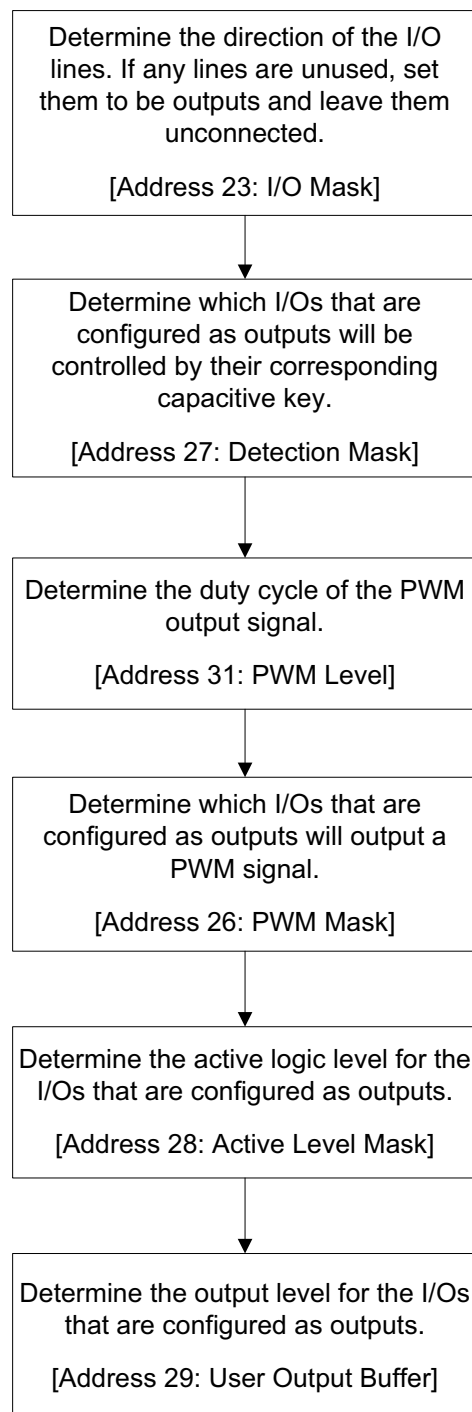 Determine the direction of the I/O
lines. If any lines are unused, set
them to be outputs and leave them
unconnected.
[Address 23: I/O Mask]
Determine which I/Os that are
configured as outputs will be
controlled by their corresponding
capacitive key.
[Address 27: Detection Mask]
Determine the duty cycle of the PWM
output signal.
[Address 31: PWM Level]
Determine which I/Os that are
configured as outputs will output a
PWM signal.
[Address 26: PWM Mask]
Determine the active logic level for the
I/Os that are configured as outputs.
[Address 28: Active Level Mask]
Determine the output level for the I/Os
that are configured as outputs.
[Address 29: User Output Buffer]